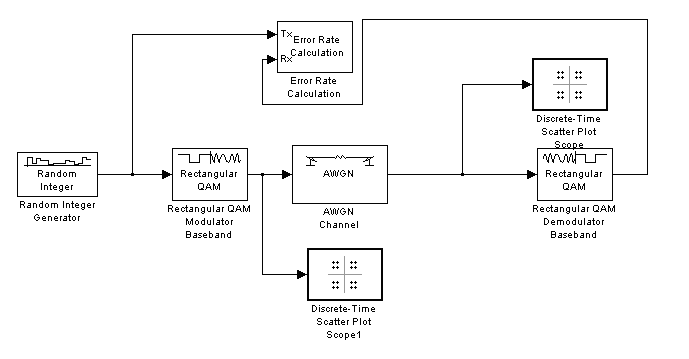 Tx
Error Rate
Calculation
Rx
Error Rate
Calculation
Discrete-Time
Scatter Plot
Scope
Random
Integer
Random Integer
Generator
Rectangular
QAM
Rectangular QAM
Modulator
Baseband
AWGN
AWGN
Channel
Rectangular
QAM
Rectangular QAM
Demodulator
Baseband
Discrete-Time
Scatter Plot
Scope1